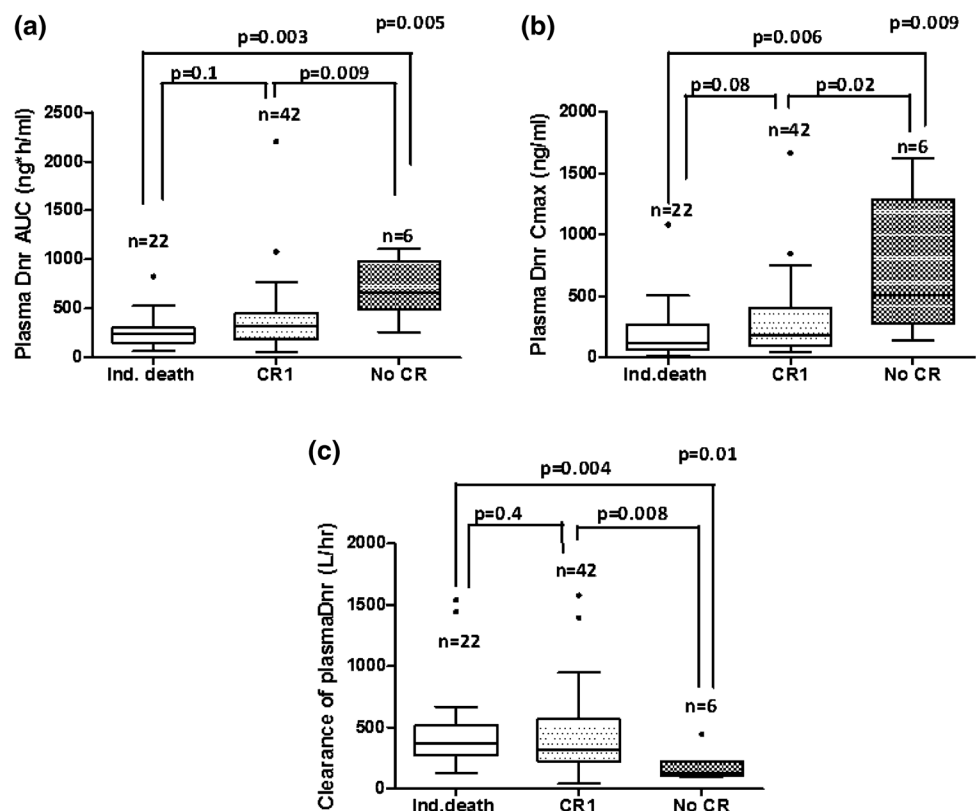 (a)
p=0.005
p=0.003
p=0.1
p=0.009
Plasma Dnr AUC (ng*h/ml)
2500
2000
1500
1000
500
0
n=22
n=42
n=6
Ind. death
CR1
No CR
(b)
p=0.009
p=0.006
p=0.08
p=0.02
Plasma Dnr Cmax (ng/ml)
2000
1500
1000
500
0
n=22
n=42
n=6
Ind.death
CR1
No CR
(c)
p=0.01
p=0.004
p=0.4
p=0.008
Clearance of plasmaDnr (L/hr)
2000
1500
1000
500
0
n=22
n=42
n=6
Ind.death
CR1
No CR